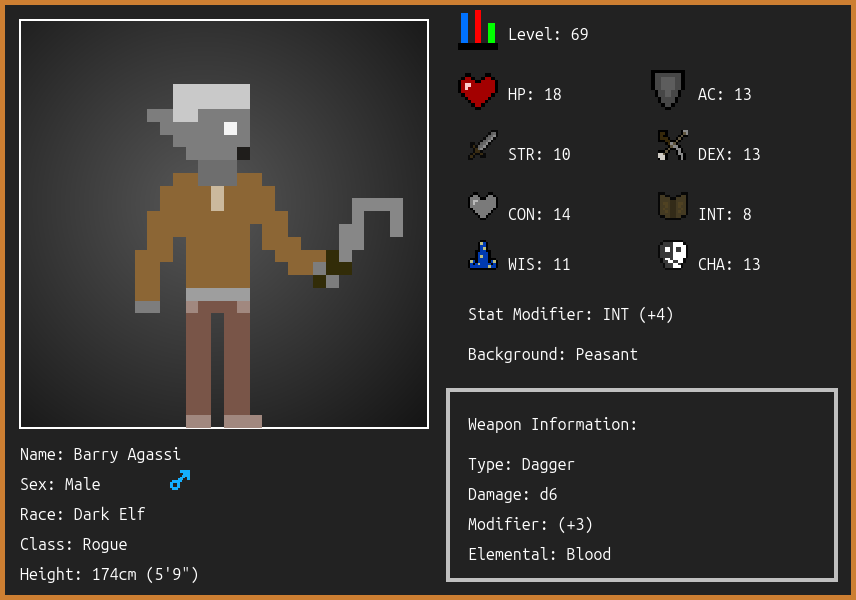 Level: 69
HP: 18
AC: 13
STR: 10
DEX: 13
CON: 14
INT: 8
WIS: 11
CHA: 13
Stat Modifier: INT (+4)
Background: Peasant
Weapon Information:
Type: Dagger
Damage: d6
Modifier: (+3)
Elemental: Blood
Name: Barry Agassi
Sex: Male
Race: Dark Elf
Class: Rogue
Height: 174cm (5'9")